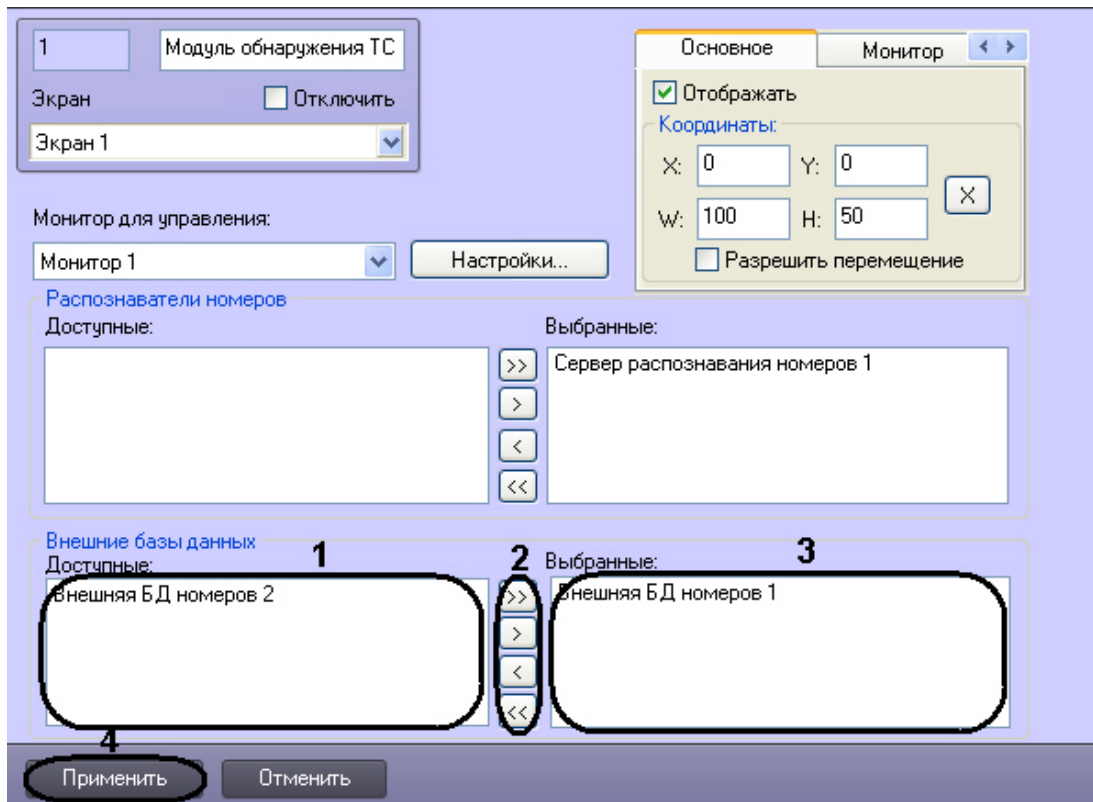 1
Модуль обнаружения ТС
Экран
Отключить
Экран 1
Основное
Монитор
Отображать
Координаты:
X: 0 Y: 0
X
W: 100 H: 50
Разрешить перемещение
Монитор для управления:
Монитор 1
Настройки...
Распознаватели номеров
Доступные:
Выбранные:
Сервер распознавания номеров 1
>>
>
<
<<
Внешние базы данных
1
2
3
Доступные:
Выбранные:
Внешняя БД номеров 2
Внешняя БД номеров 1
>>
>
<
<<
4
Применить
Отменить